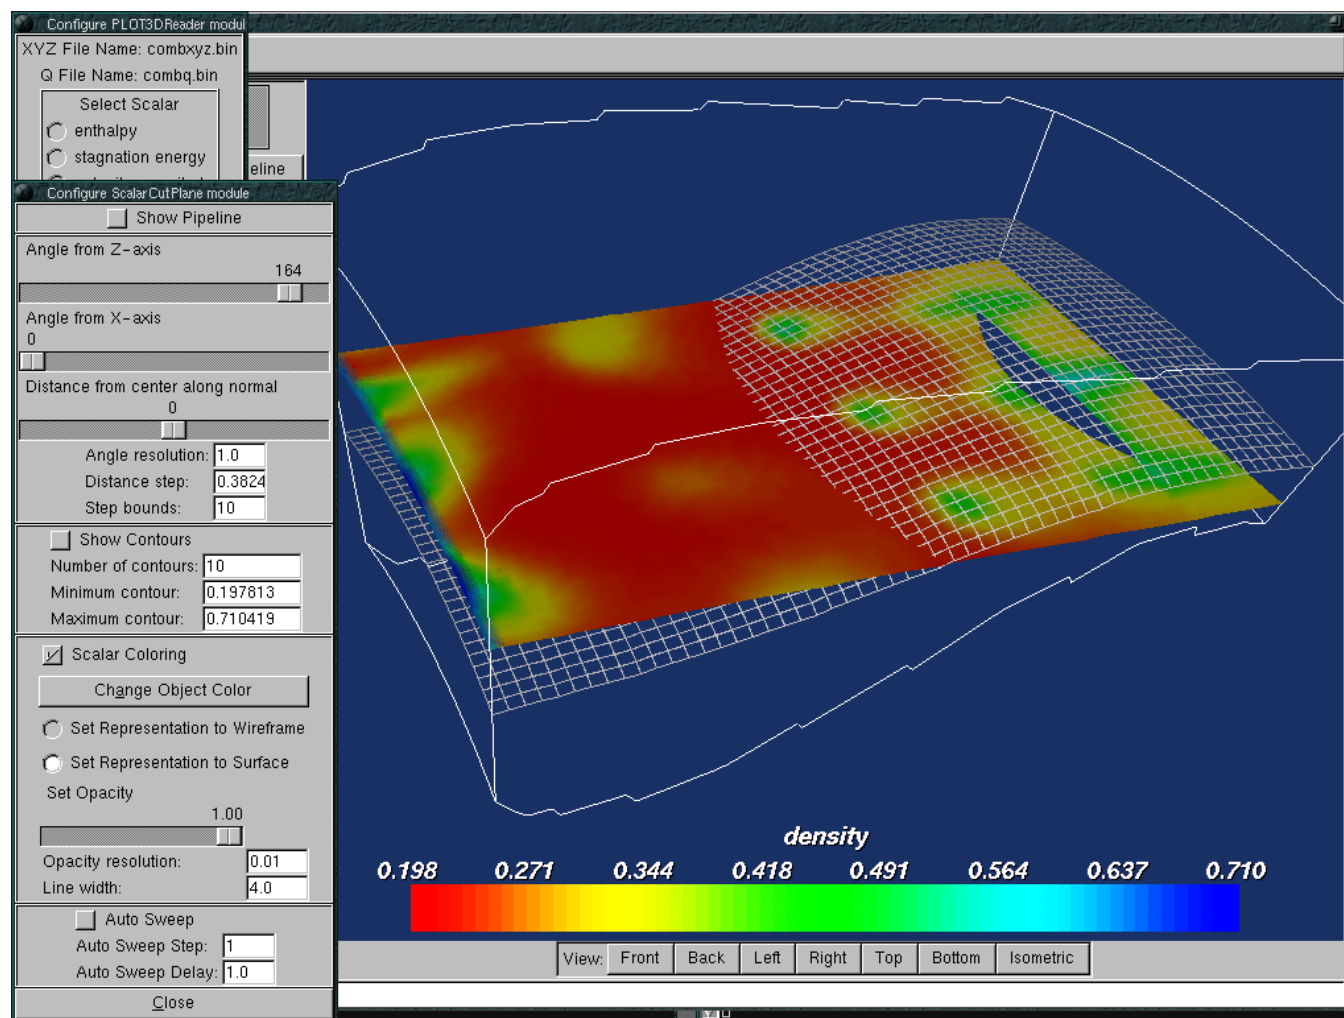 Configure PLOT3DReader modul
XYZ File Name: combxyz.bin
Q File Name: combq.bin
Select Scalar
enthalpy
stagnation energy
eline
Configure ScalarCutPlane module
Show Pipeline
Angle from Z-axis
164
Angle from X-axis
0
Distance from center along normal
0
Angle resolution: 1.0
Distance step: 0.3824
Step bounds: 10
Show Contours
Number of contours: 10
Minimum contour: 0.197813
Maximum contour: 0.710419
Scalar Coloring
Change Object Color
Set Representation to Wireframe
Set Representation to Surface
Set Opacity
1.00
Opacity resolution: 0.01
Line width: 4.0
Auto Sweep
Auto Sweep Step: 1
Auto Sweep Delay: 1.0
Close
density
0.198 0.271 0.344 0.418 0.491 0.564 0.637 0.710
View: Front Back Left Right Top Bottom Isometric